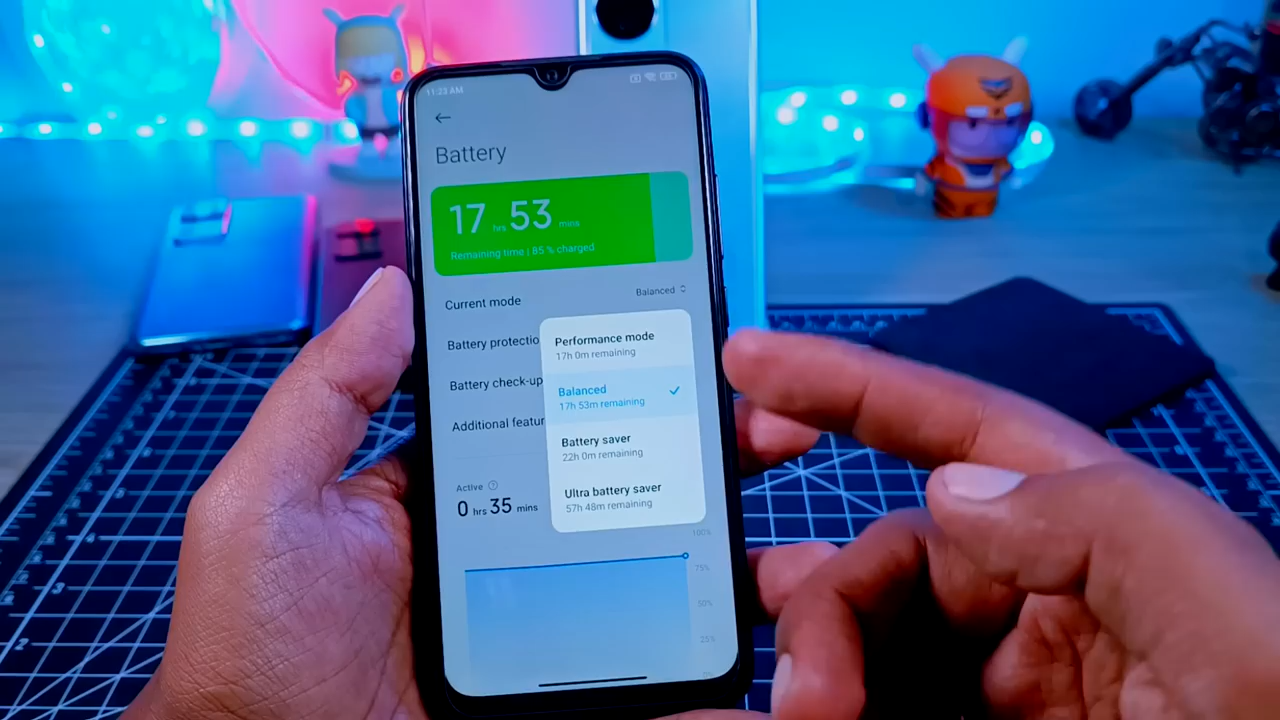 11:23 AM
Battery
17 hrs 53 mins
Remaining time | 85 % charged
Current mode
Balanced
Battery protectio
Performance mode
17h 0m remaining
Battery check-up
Balanced
17h 53m remaining
Additional featur
Battery saver
22h 0m remaining
Active
0 hrs 35 mins
Ultra battery saver
57h 48m remaining
100%
75%
50%
25%